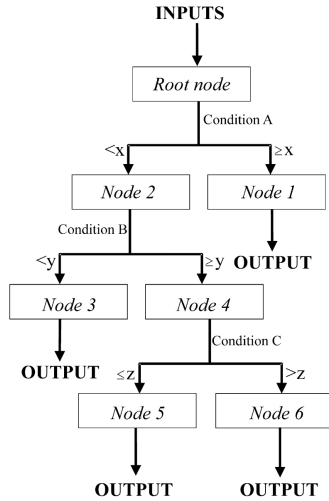 INPUTS
Root node
Condition A
<x
≥x
Node 2
Node 1
Condition B
OUTPUT
<y
≥y
Node 3
Node 4
Condition C
OUTPUT
≤z
>z
Node 5
Node 6
OUTPUT
OUTPUT